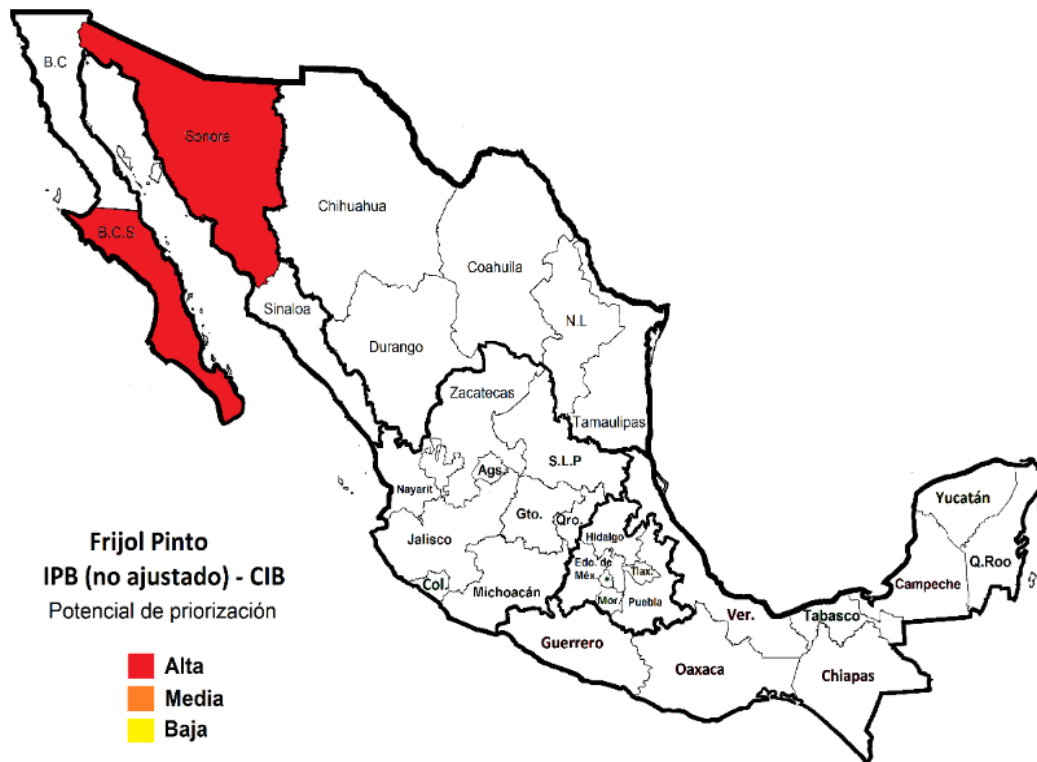 B.C
Sonora
B.C.S
Chihuahua
Coahulla
Sinaloa
N.L
Durango
Zacatecas
Tamaulipas
S.L.P
Ags.
Nayarit
Yucatán
Gto.
Qro.
Jalisco
Hidalgo
Q.Roo
Edo. de
Méx.
*
Tlax.
Campeche
Col.
Michoacán
Mor.
Puebla
Ver.
Tabasco
Guerrero
Oaxaca
Chiapas
Frijol Pinto
IPB (no ajustado) - CIB
Potencial de priorización
Alta
Media
Baja